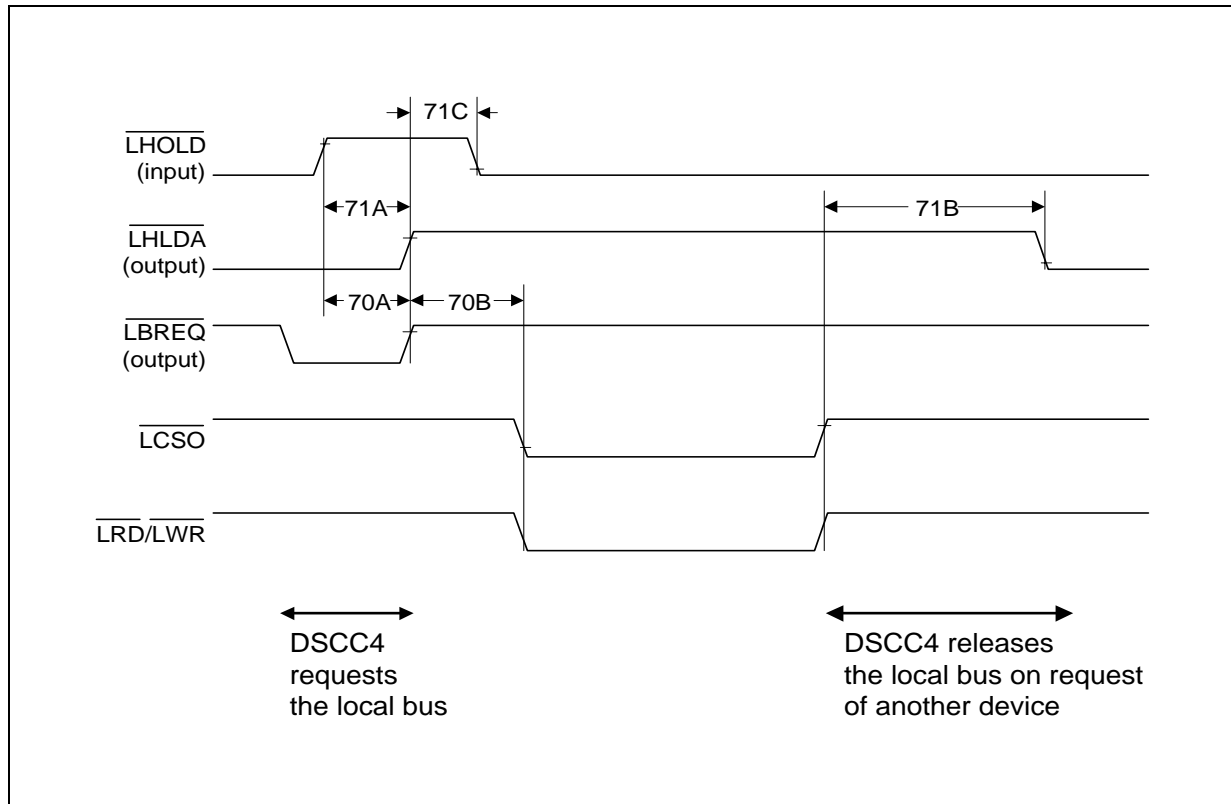 71C
LHOLD
(input)
71A
71B
LHLDA
(output)
70A
70B
LBREQ
(output)
LCSO
LRD/LWR
DSCC4
requests
the local bus
DSCC4 releases
the local bus on request
of another device